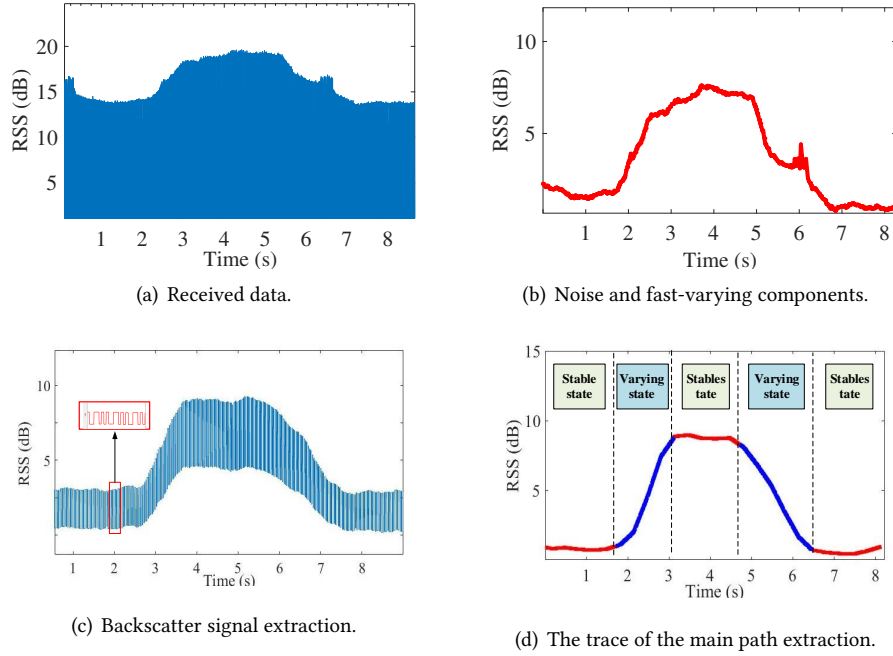 20
15
10
5
RSS (dB)
1 2 3 4 5 6 7 8
Time (s)
(a) Received data.
10
5
RSS (dB)
1 2 3 4 5 6 7 8
Time (s)
(b) Noise and fast-varying components.
10
5
RSS (dB)
1 2 3 4 5 6 7 8
Time (s)
(c) Backscatter signal extraction.
15
10
5
RSS (dB)
Stable
state
Varying
state
Stables
tate
Varying
state
Stables
tate
1 2 3 4 5 6 7 8
Time (s)
(d) The trace of the main path extraction.